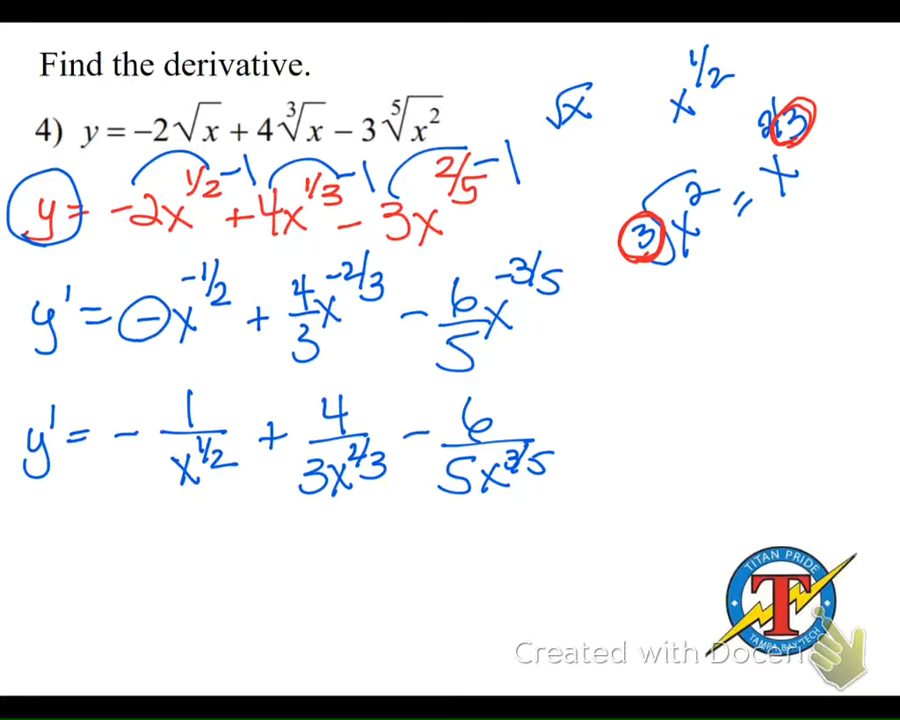 Find the derivative.
4) y = −2√x + 4∛x − 3⁵√x²
√x x^1/2
y = -2x^1/2-1 + 4x^1/3-1 - 3x^2/5-1
³√x² = x^2/3
y' = -x^-1/2 + 4/3 x^-2/3 - 6/5 x^-3/5
y' = - 1/x^1/2 + 4/3x^2/3 - 6/5x^3/5
TITAN PRIDE
T
TAMPA BAY TECH
Created with Doceri